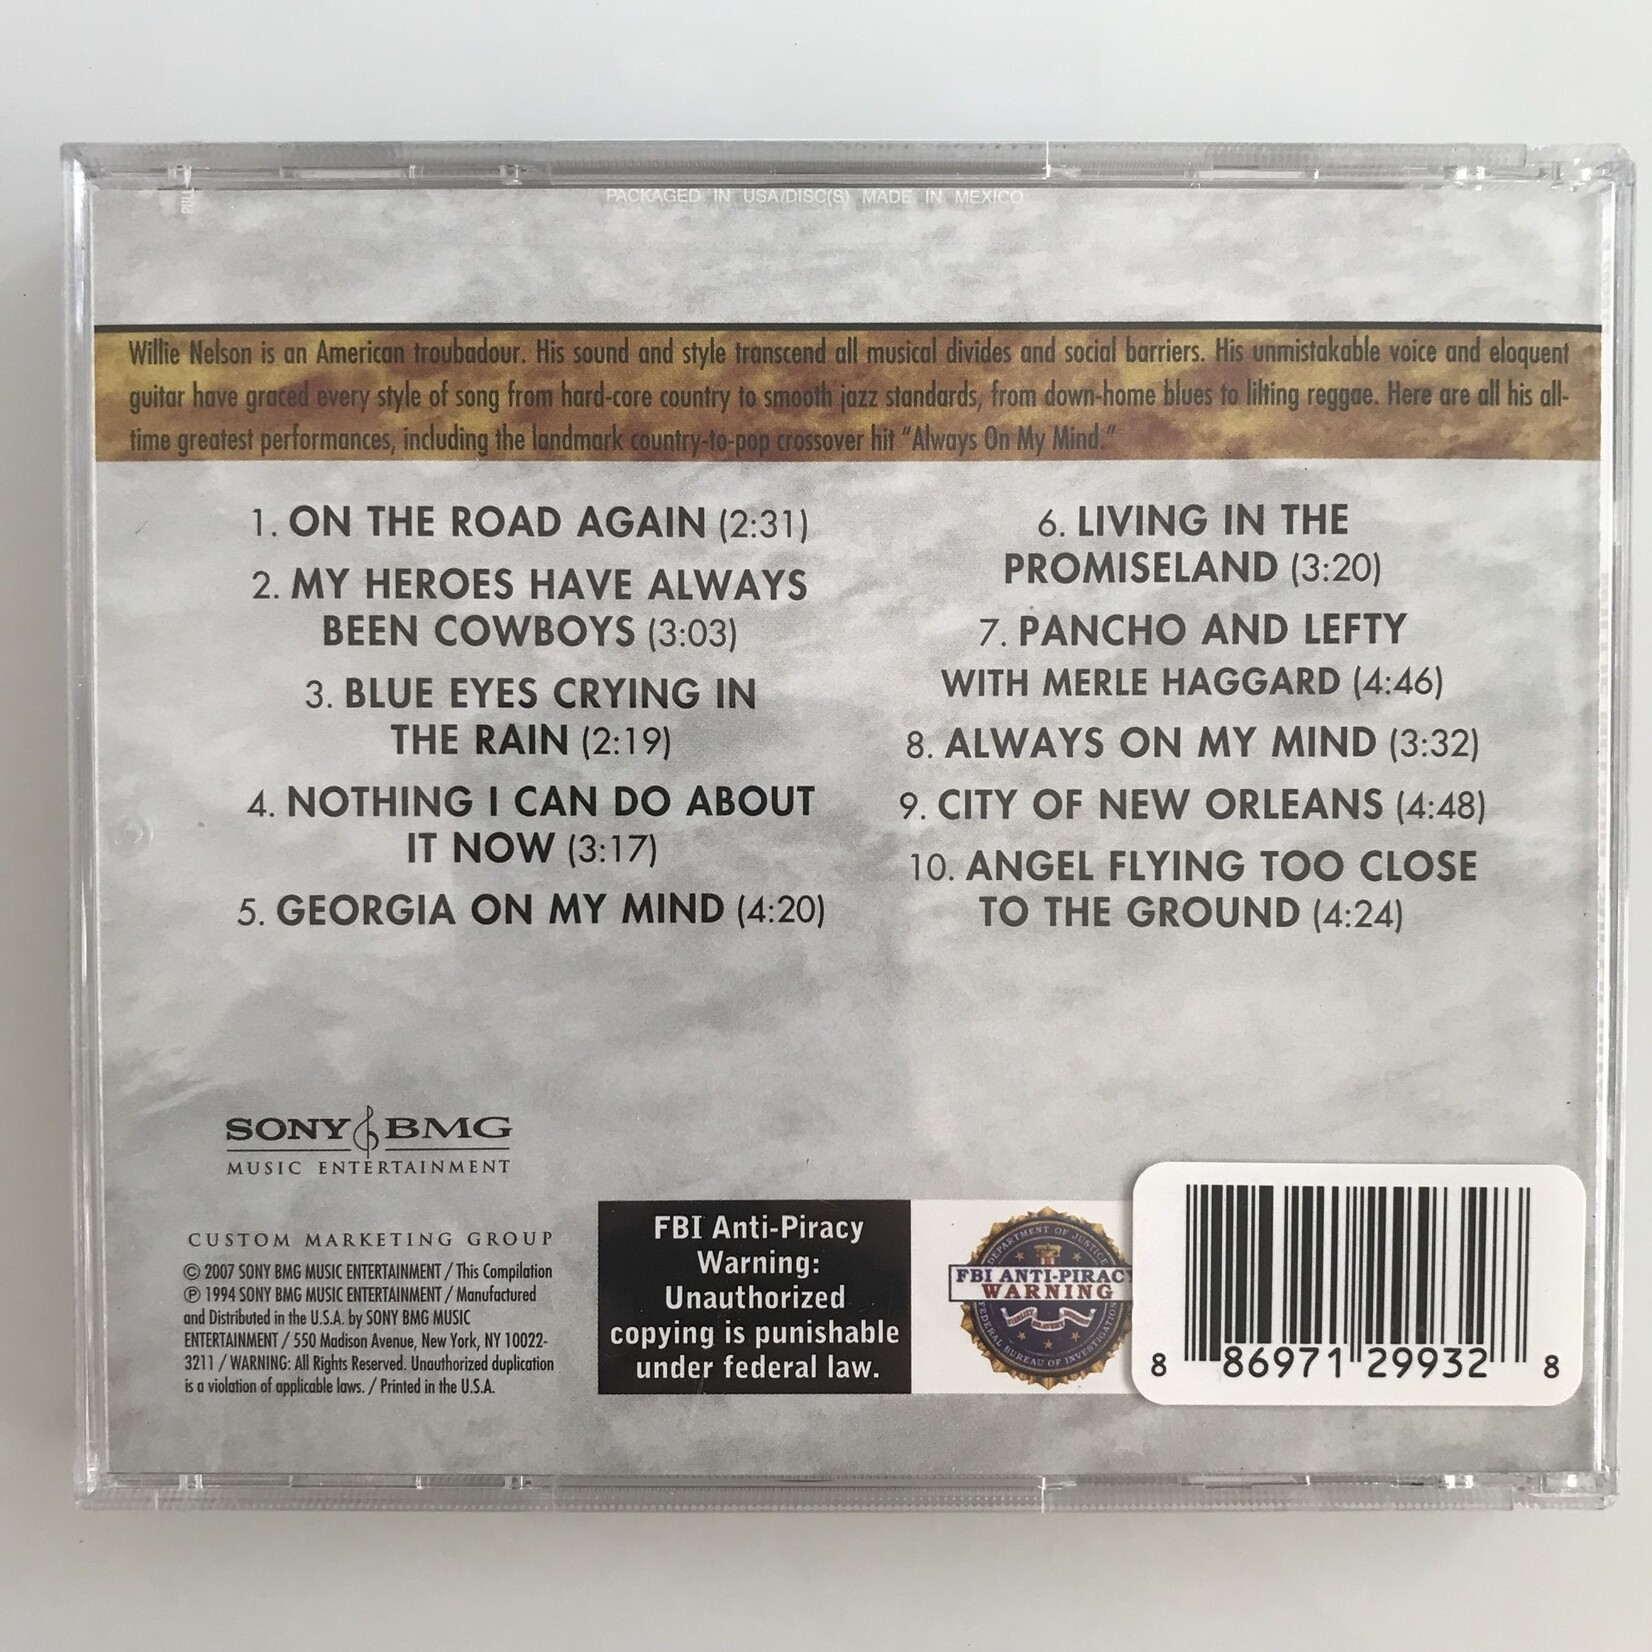 PACKAGED IN USA/DISC(S) MADE IN MEXICO
Willie Nelson is an American troubadour. His sound and style transcend all musical divides and social barriers. His unmistakable voice and eloquent
guitar have graced every style of song from hard-core country to smooth jazz standards, from down-home blues to lilting reggae. Here are all his all-
time greatest performances, including the landmark country-to-pop crossover hit "Always On My Mind."
1. ON THE ROAD AGAIN (2:31)
2. MY HEROES HAVE ALWAYS
BEEN COWBOYS (3:03)
3. BLUE EYES CRYING IN
THE RAIN (2:19)
4. NOTHING I CAN DO ABOUT
IT NOW (3:17)
5. GEORGIA ON MY MIND (4:20)
6. LIVING IN THE
PROMISELAND (3:20)
7. PANCHO AND LEFTY
WITH MERLE HAGGARD (4:46)
8. ALWAYS ON MY MIND (3:32)
9. CITY OF NEW ORLEANS (4:48)
10. ANGEL FLYING TOO CLOSE
TO THE GROUND (4:24)
SONY BMG
MUSIC ENTERTAINMENT
CUSTOM MARKETING GROUP
© 2007 SONY BMG MUSIC ENTERTAINMENT / This Compilation
℗ 1994 SONY BMG MUSIC ENTERTAINMENT / Manufactured
and Distributed in the U.S.A. by SONY BMG MUSIC
ENTERTAINMENT / 550 Madison Avenue, New York, NY 10022-
3211 / WARNING: All Rights Reserved. Unauthorized duplication
is a violation of applicable laws. / Printed in the U.S.A.
FBI Anti-Piracy
Warning:
Unauthorized
copying is punishable
under federal law.
DEPARTMENT OF JUSTICE
FBI ANTI-PIRACY
WARNING
FEDERAL BUREAU OF INVESTIGATION
8 86971 29932 8